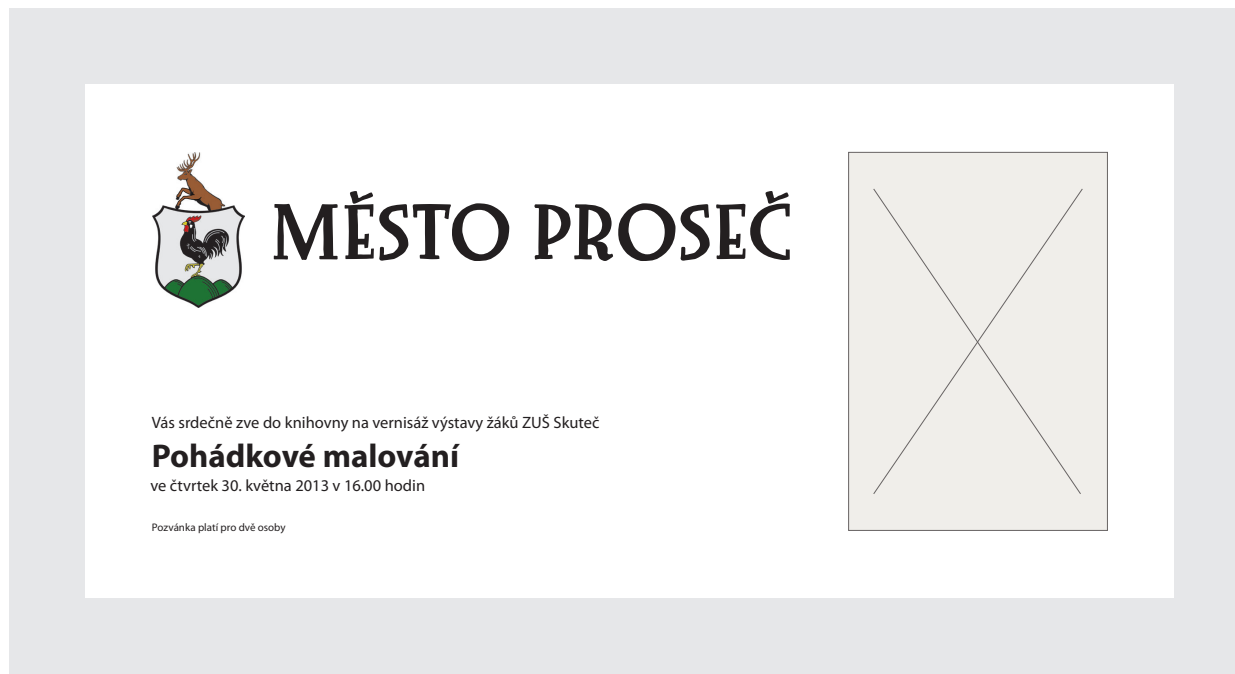 MĚSTO PROSEČ
Vás srdečně zve do knihovny na vernisáž výstavy žáků ZUŠ Skuteč
Pohádkové malování
ve čtvrtek 30. května 2013 v 16.00 hodin
Pozvánka platí pro dvě osoby